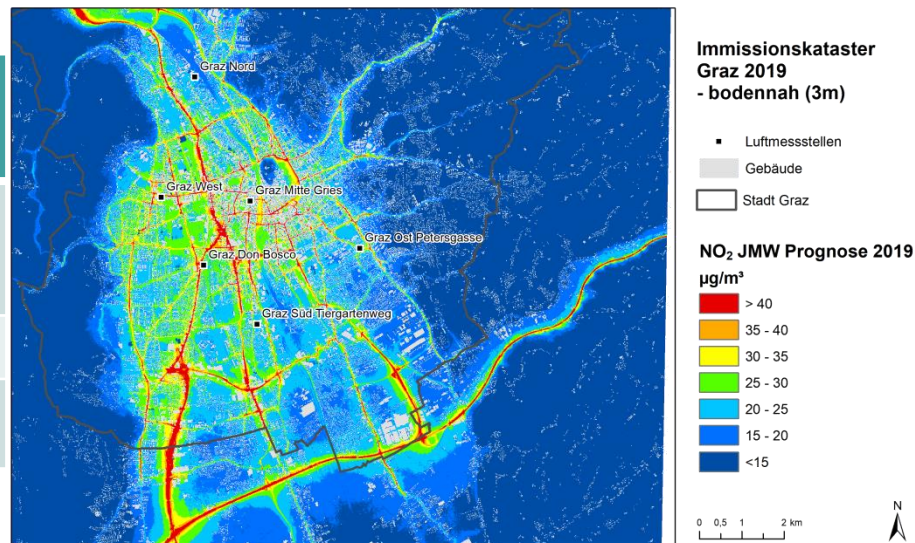 Graz Nord
Graz West
Graz Mitte Gries
Graz Ost Petersgasse
Graz Don Bosco
Graz Süd Tiergartenweg
Immissionskataster
Graz 2019
- bodennah (3m)
Luftmessstellen
Gebäude
Stadt Graz
NO₂ JMW Prognose 2019
µg/m³
> 40
35 - 40
30 - 35
25 - 30
20 - 25
15 - 20
<15
0 0,5 1 2 km
N